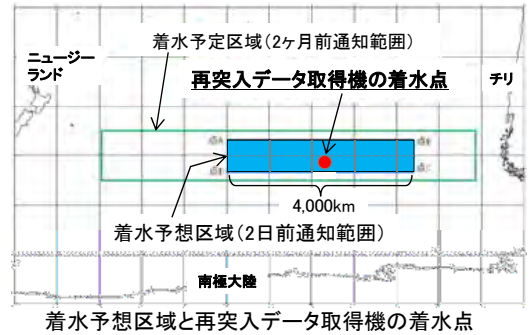 着水予定区域(2ヶ月前通知範囲)
ニュージー
ランド
再突入データ取得機の着水点
チリ
4,000km
着水予想区域(2日前通知範囲)
南極大陸
着水予想区域と再突入データ取得機の着水点